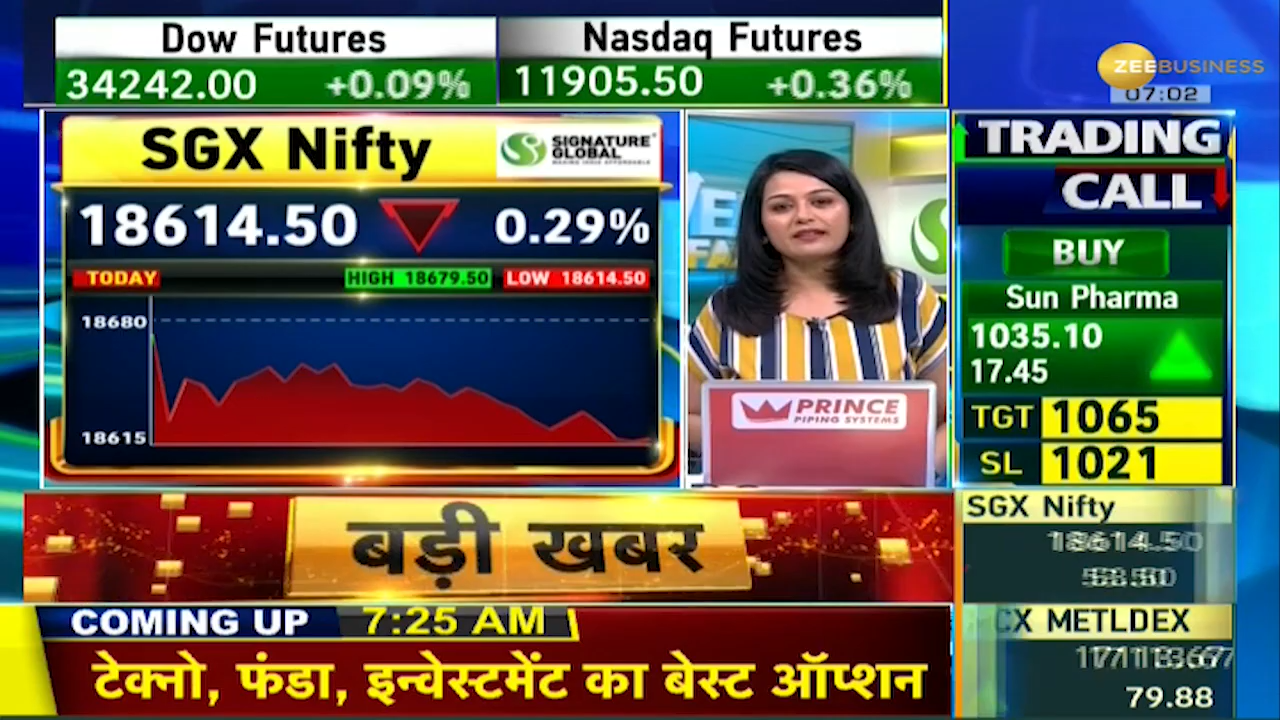 Dow Futures
34242.00 +0.09%
Nasdaq Futures
11905.50 +0.36%
ZEEBUSINESS
07:02
SGX Nifty
SIGNATURE
GLOBAL
18614.50 0.29%
TODAY HIGH 18679.50 LOW 18614.50
18680
18615
PRINCE
PIPING SYSTEMS
TRADING
CALL
BUY
Sun Pharma
1035.10
17.45
TGT 1065
SL 1021
बड़ी खबर
SGX Nifty
18614.50
CX METLDEX
79.88
COMING UP 7:25 AM
टेक्नो, फंडा, इन्वेस्टमेंट का बेस्ट ऑप्शन